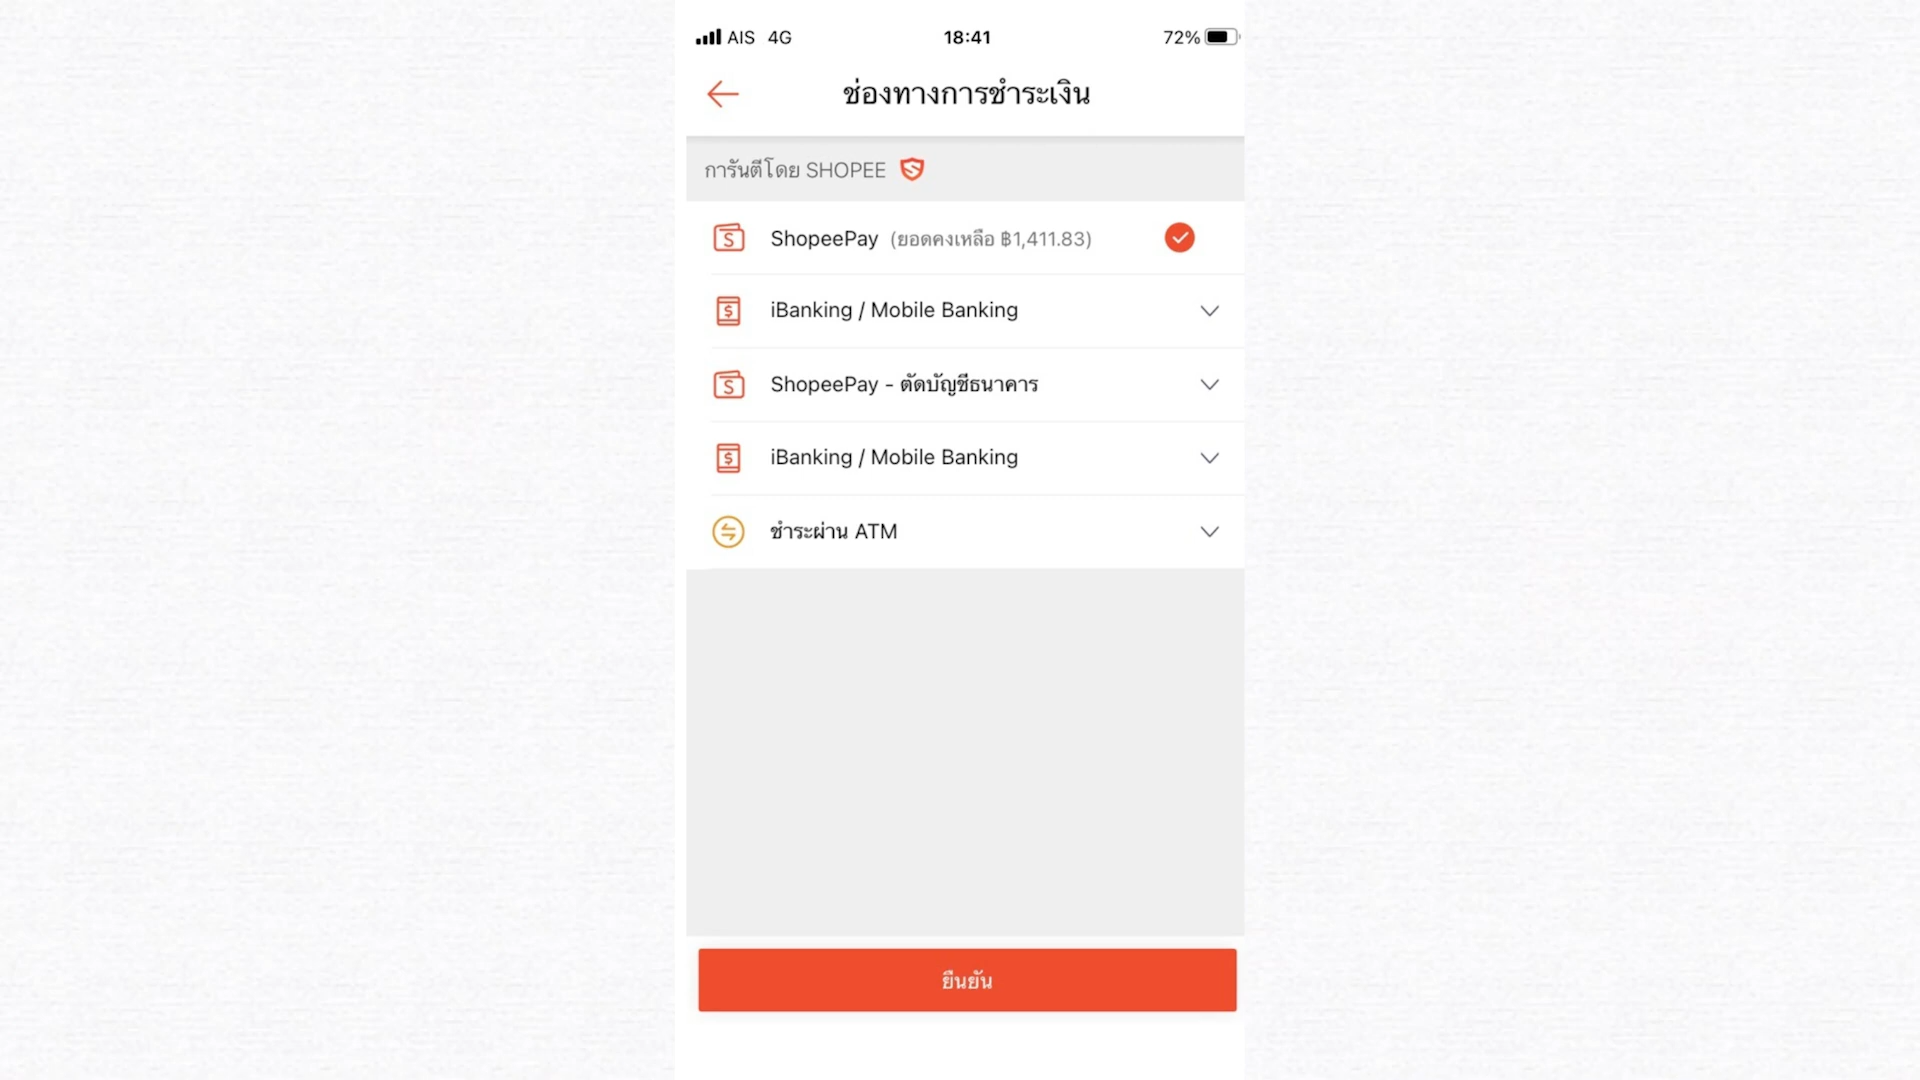 AIS 4G 18:41 72%
ช่องทางการชำระเงิน
การันตีโดย SHOPEE
ShopeePay (ยอดคงเหลือ ฿1,411.83)
iBanking / Mobile Banking
ShopeePay - ตัดบัญชีธนาคาร
iBanking / Mobile Banking
ชำระผ่าน ATM
ยืนยัน